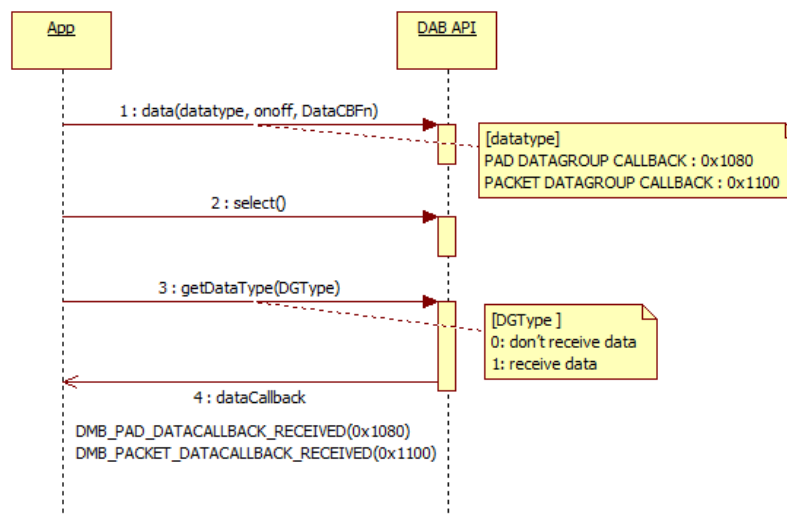 App
DAB API
1 : data(datatype, onoff, DataCBFn)
[datatype]
PAD DATAGROUP CALLBACK : 0x1080
PACKET DATAGROUP CALLBACK : 0x1100
2 : select()
3 : getDataType(DGType)
[DGType ]
0: don't receive data
1: receive data
4 : dataCallback
DMB_PAD_DATACALLBACK_RECEIVED(0x1080)
DMB_PACKET_DATACALLBACK_RECEIVED(0x1100)